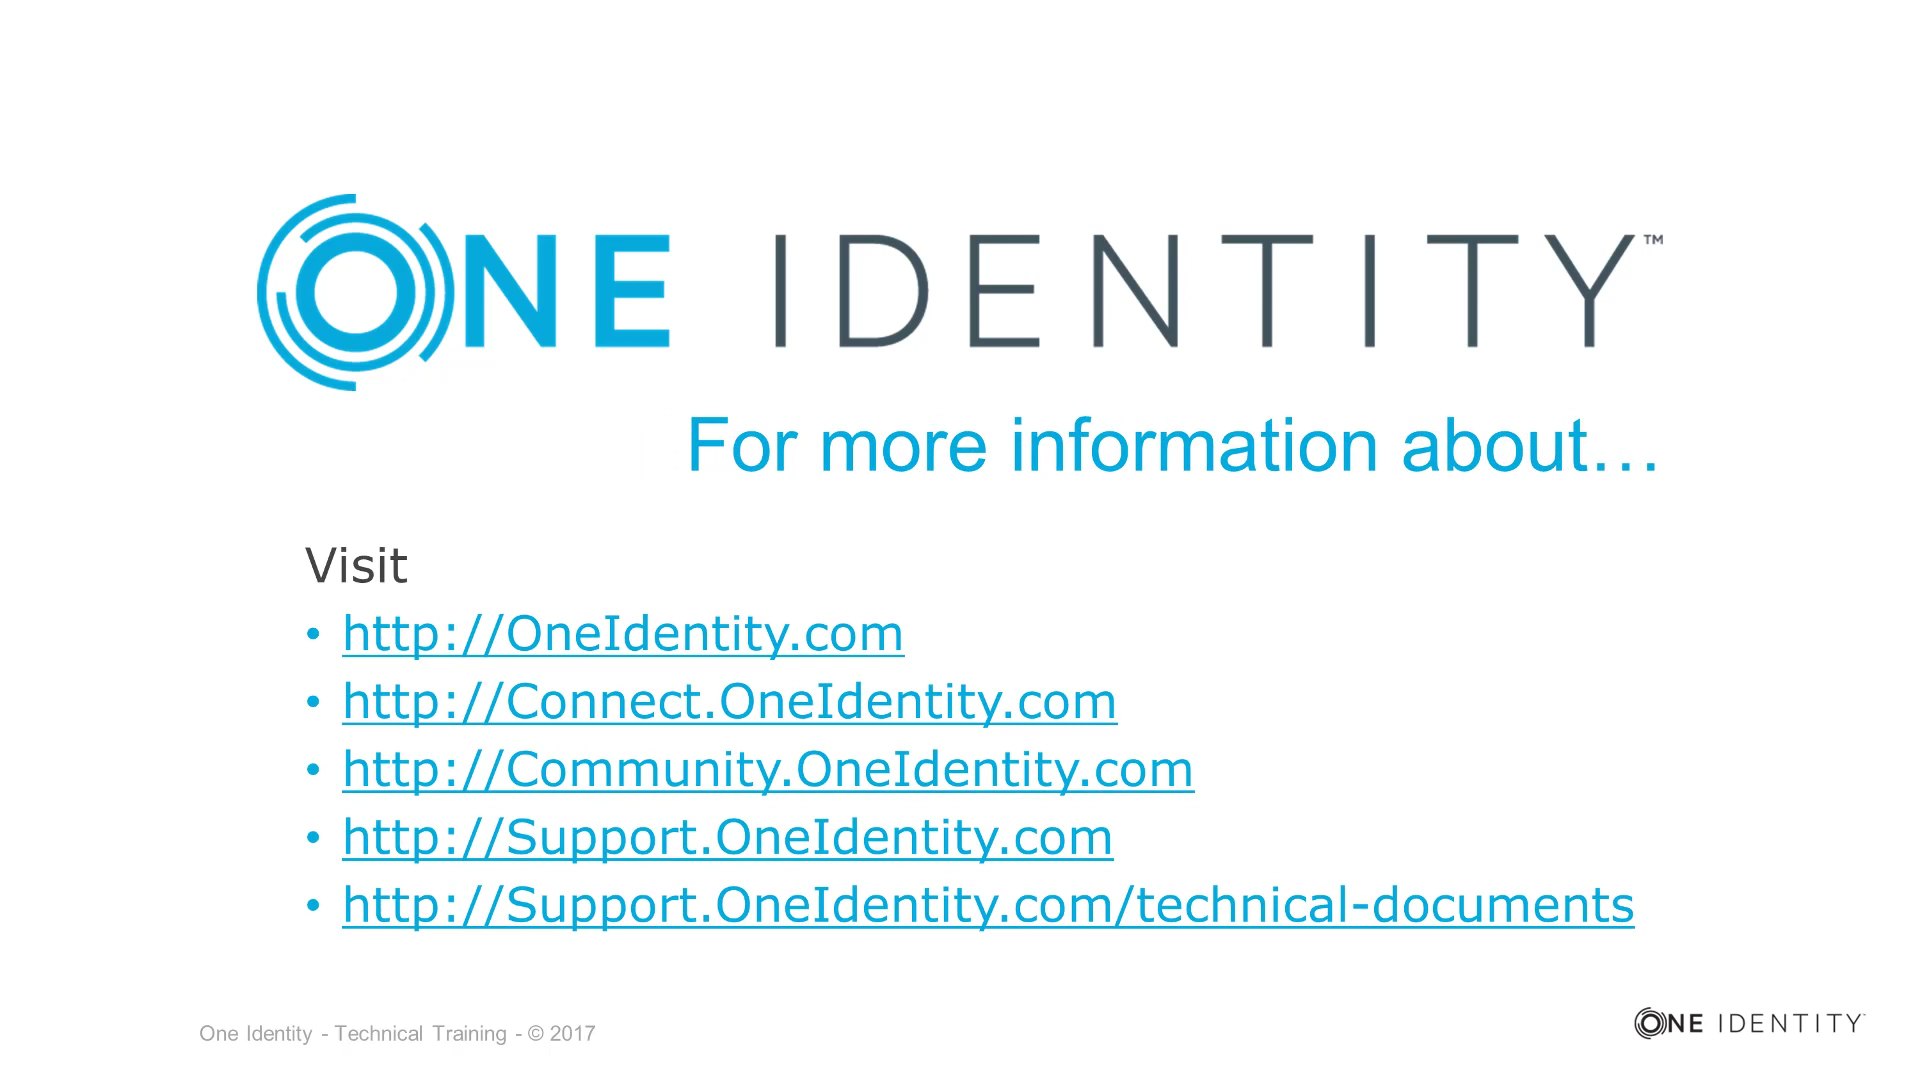 ONE IDENTITY™
For more information about…
Visit
• http://OneIdentity.com
• http://Connect.OneIdentity.com
• http://Community.OneIdentity.com
• http://Support.OneIdentity.com
• http://Support.OneIdentity.com/technical-documents
One Identity - Technical Training - © 2017
ONE IDENTITY™